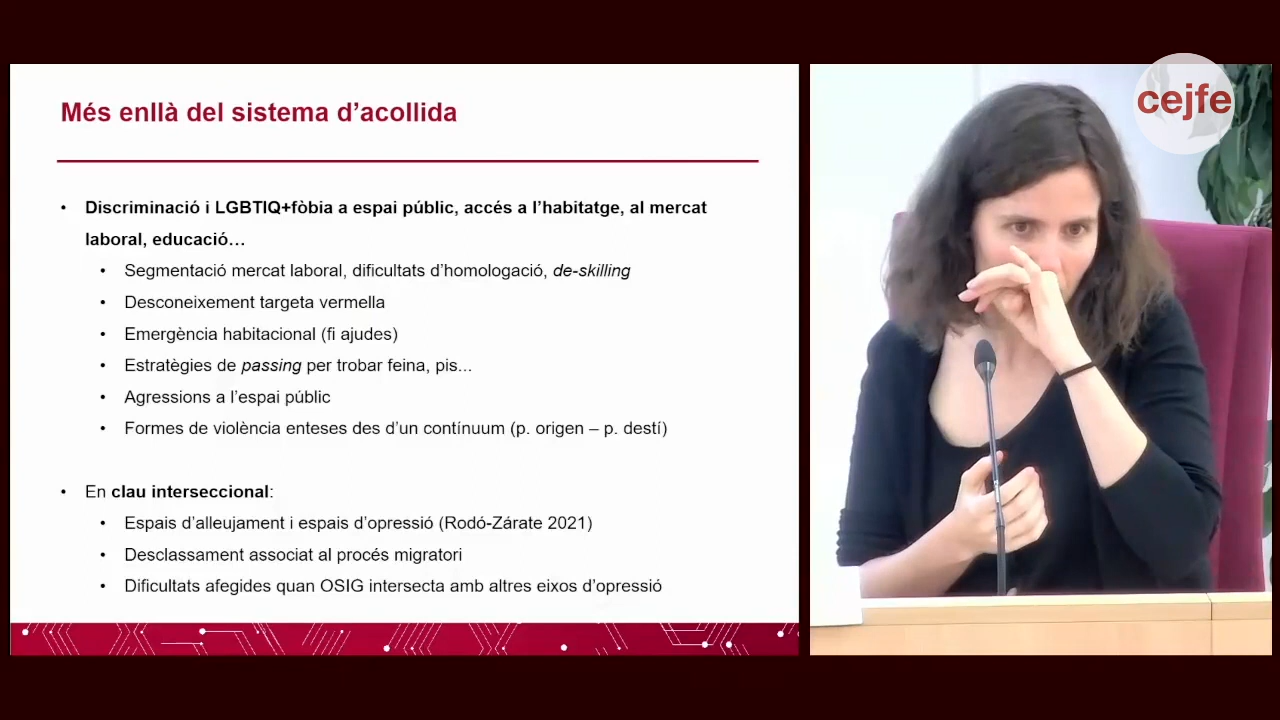 Més enllà del sistema d'acollida
• Discriminació i LGBTIQ+fòbia a espai públic, accés a l'habitatge, al mercat
laboral, educació…
• Segmentació mercat laboral, dificultats d'homologació, de-skilling
• Desconeixement targeta vermella
• Emergència habitacional (fi ajudes)
• Estratègies de passing per trobar feina, pis...
• Agressions a l'espai públic
• Formes de violència enteses des d'un contínuum (p. origen – p. destí)
• En clau interseccional:
• Espais d'alleujament i espais d'opressió (Rodó-Zárate 2021)
• Desclassament associat al procés migratori
• Dificultats afegides quan OSIG intersecta amb altres eixos d'opressió
cejfe